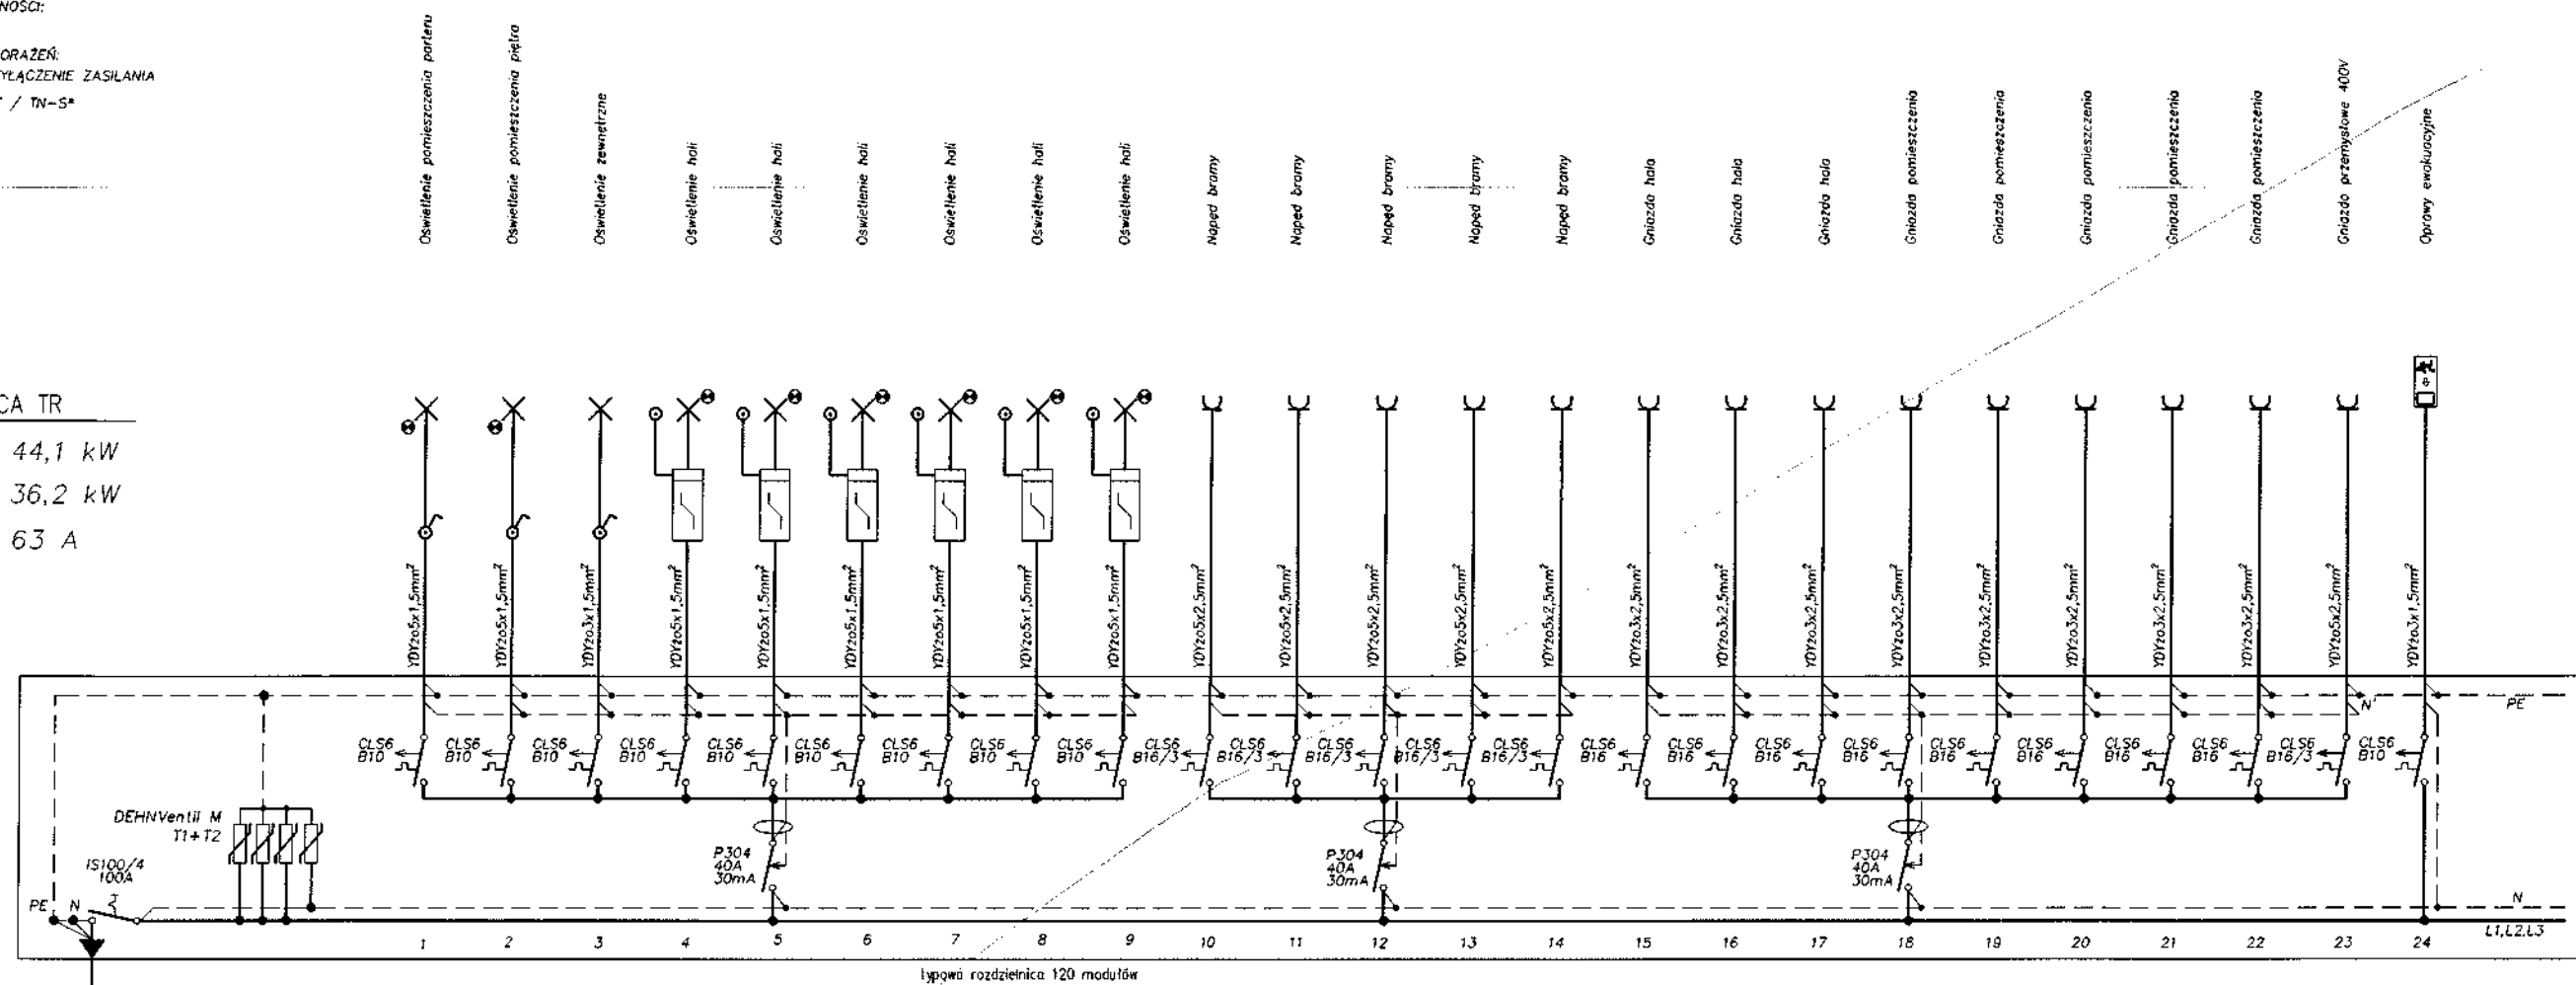 NOŚCI:
ORAŻEŃ:
YŁĄCZENIE ZASILANIA
/ TN-S*
CA TR
44,1 kW
36,2 kW
63 A
Oświetlenie pomieszczenia parteru
Oświetlenie pomieszczenia piętra
Oświetlenie zewnętrzne
Oświetlenie hali
Oświetlenie hali
Oświetlenie hali
Oświetlenie hali
Oświetlenie hali
Oświetlenie hali
Napęd bramy
Napęd bramy
Napęd bramy
Napęd bramy
Napęd bramy
Gniazda hala
Gniazda hala
Gniazda hala
Gniazda pomieszczenia
Gniazda pomieszczenia
Gniazda pomieszczenia
Gniazda pomieszczenia
Gniazda pomieszczenia
Gniazda przemysłowe 400V
Oprawy ewakuacyjne
YDYżo5x1,5mm²
YDYżo5x1,5mm²
YDYżo3x1,5mm²
YDYżo5x1,5mm²
YDYżo5x1,5mm²
YDYżo5x1,5mm²
YDYżo5x1,5mm²
YDYżo5x1,5mm²
YDYżo5x1,5mm²
YDYżo5x2,5mm²
YDYżo5x2,5mm²
YDYżo5x2,5mm²
YDYżo5x2,5mm²
YDYżo5x2,5mm²
YDYżo3x2,5mm²
YDYżo3x2,5mm²
YDYżo3x2,5mm²
YDYżo3x2,5mm²
YDYżo3x2,5mm²
YDYżo3x2,5mm²
YDYżo3x2,5mm²
YDYżo3x2,5mm²
YDYżo5x2,5mm²
YDYżo3x1,5mm²
N'
PE
CLS6
B10
CLS6
B10
CLS6
B10
CLS6
B10
CLS6
B10
CLS6
B10
CLS6
B10
CLS6
B10
CLS6
B10
CLS6
B16/3
CLS6
B16/3
CLS6
B16/3
CLS6
B16/3
CLS6
B16/3
CLS6
B16
CLS6
B16
CLS6
B16
CLS6
B16
CLS6
B16
CLS6
B16
CLS6
B16
CLS6
B16
CLS6
B16/3
CLS6
B10
DEHNVentil M
T1+T2
IS100/4
100A
P304
40A
30mA
P304
40A
30mA
P304
40A
30mA
PE
N
N
L1,L2,L3
1
2
3
4
5
6
7
8
9
10
11
12
13
14
15
16
17
18
19
20
21
22
23
24
typowa rozdzielnica 120 modułów